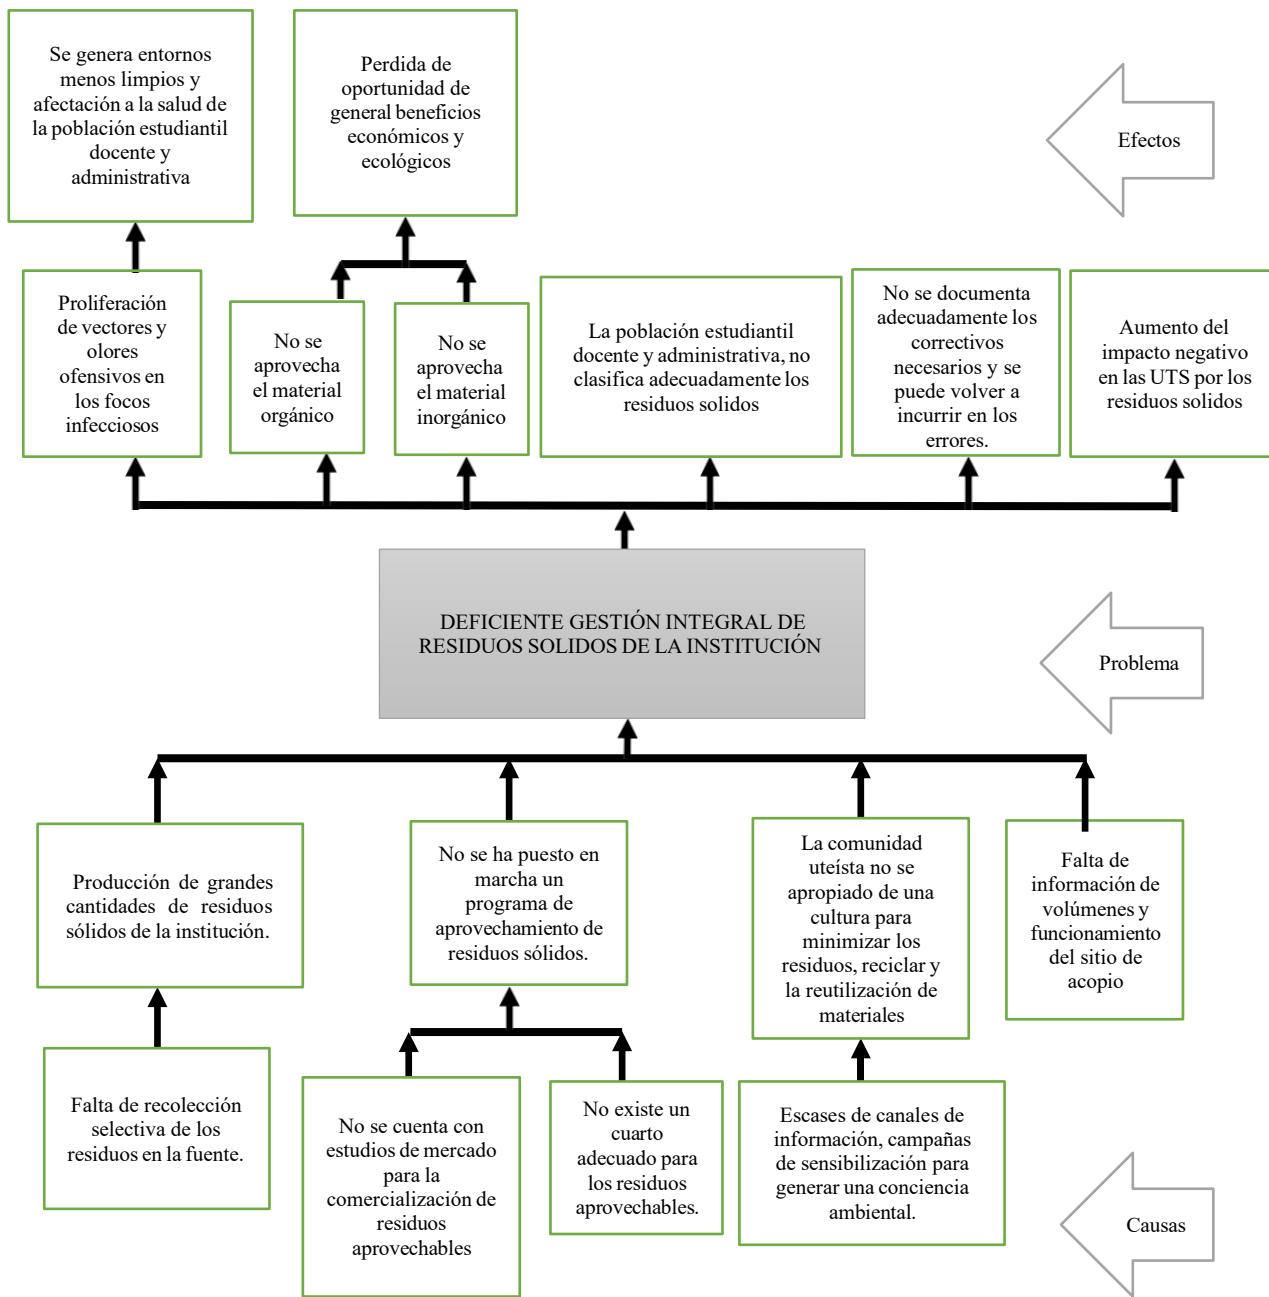 Se genera entornos
menos limpios y
afectación a la salud de
la población estudiantil
docente y
administrativa
Perdida de
oportunidad de
general beneficios
económicos y
ecológicos
Efectos
Proliferación
de vectores y
olores
ofensivos en
los focos
infecciosos
No se
aprovecha
el material
orgánico
No se
aprovecha
el material
inorgánico
La población estudiantil
docente y administrativa, no
clasifica adecuadamente los
residuos solidos
No se documenta
adecuadamente los
correctivos
necesarios y se
puede volver a
incurrir en los
errores.
Aumento del
impacto negativo
en las UTS por los
residuos solidos
DEFICIENTE GESTIÓN INTEGRAL DE
RESIDUOS SOLIDOS DE LA INSTITUCIÓN
Problema
Producción de grandes
cantidades de residuos
sólidos de la institución.
No se ha puesto en
marcha un
programa de
aprovechamiento de
residuos sólidos.
La comunidad
uteísta no se
apropiado de una
cultura para
minimizar los
residuos, reciclar y
la reutilización de
materiales
Falta de
información de
volúmenes y
funcionamiento
del sitio de
acopio
Falta de recolección
selectiva de los
residuos en la fuente.
No se cuenta con
estudios de mercado
para la
comercialización de
residuos
aprovechables
No existe un
cuarto
adecuado para
los residuos
aprovechables.
Escases de canales de
información, campañas
de sensibilización para
generar una conciencia
ambiental.
Causas